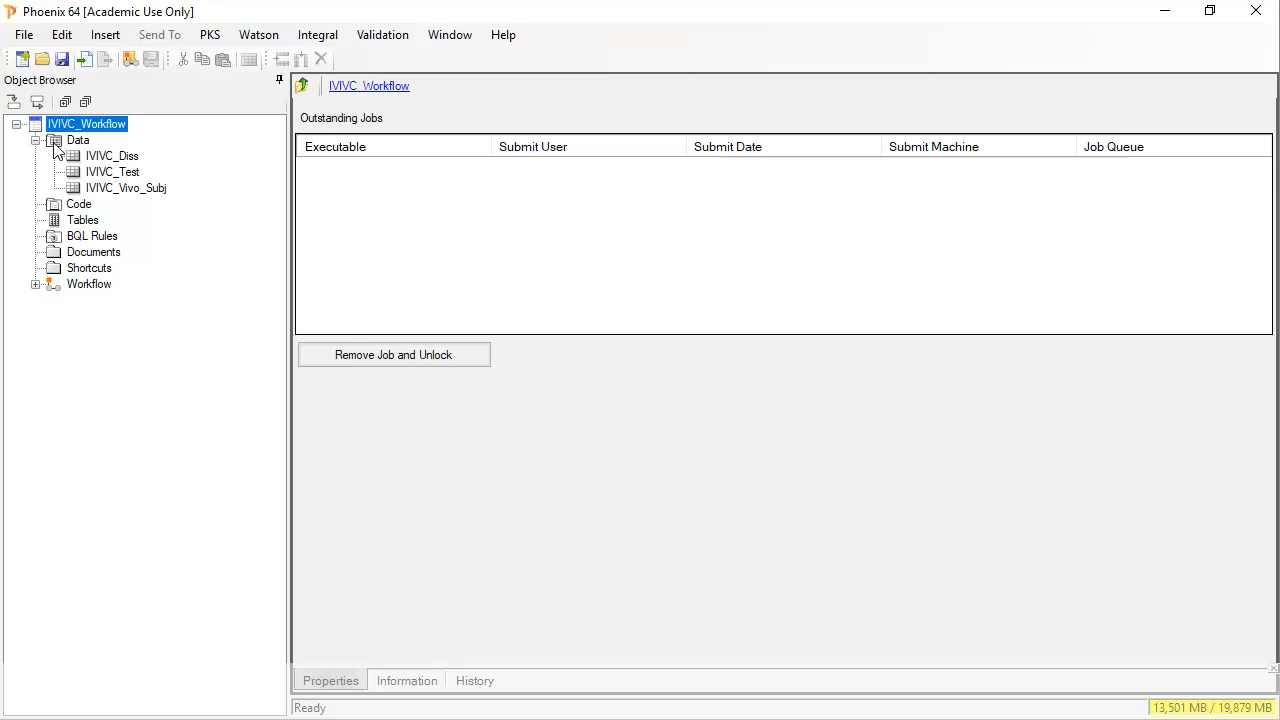 Phoenix 64 [Academic Use Only]
File Edit Insert Send To PKS Watson Integral Validation Window Help
Object Browser
IVIVC_Workflow
Data
IVIVC_Diss
IVIVC_Test
IVIVC_Vivo_Subj
Code
Tables
BQL Rules
Documents
Shortcuts
Workflow
IVIVC_Workflow
Outstanding Jobs
Executable Submit User Submit Date Submit Machine Job Queue
Remove Job and Unlock
Properties Information History
Ready 13,501 MB / 19,879 MB